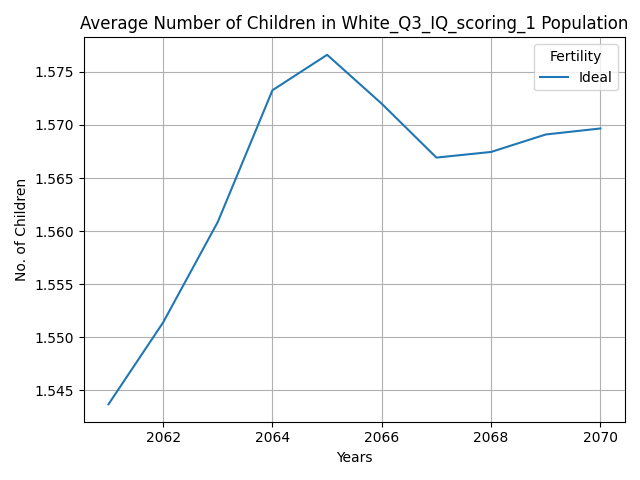 Average Number of Children in White_Q3_IQ_scoring_1 Population
Fertility
Ideal
No. of Children
1.575
1.570
1.565
1.560
1.555
1.550
1.545
2062 2064 2066 2068 2070
Years